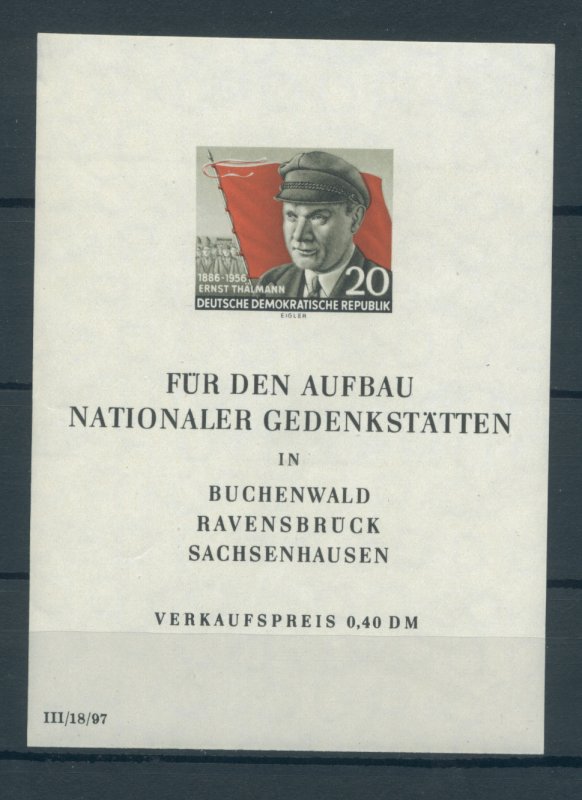 1886-1956
ERNST THÄLMANN
20
DEUTSCHE DEMOKRATISCHE REPUBLIK
EIGLER
FÜR DEN AUFBAU
NATIONALER GEDENKSTÄTTEN
IN
BUCHENWALD
RAVENSBRÜCK
SACHSENHAUSEN
VERKAUFSPREIS 0,40 DM
III/18/97